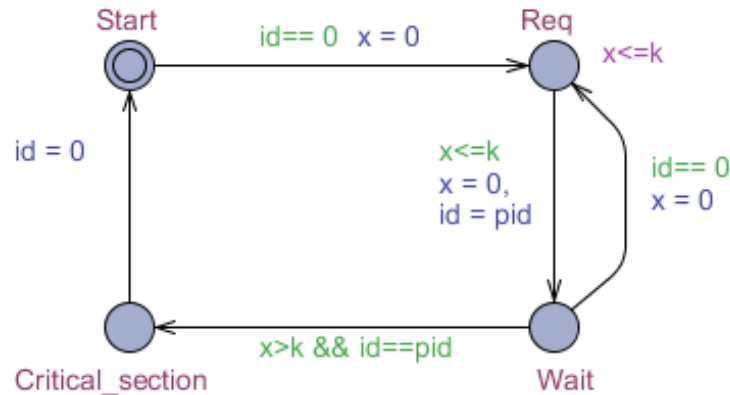 Start
Req
id== 0 x = 0
x<=k
id = 0
x<=k
x = 0,
id = pid
id== 0
x = 0
x>k && id==pid
Critical_section
Wait